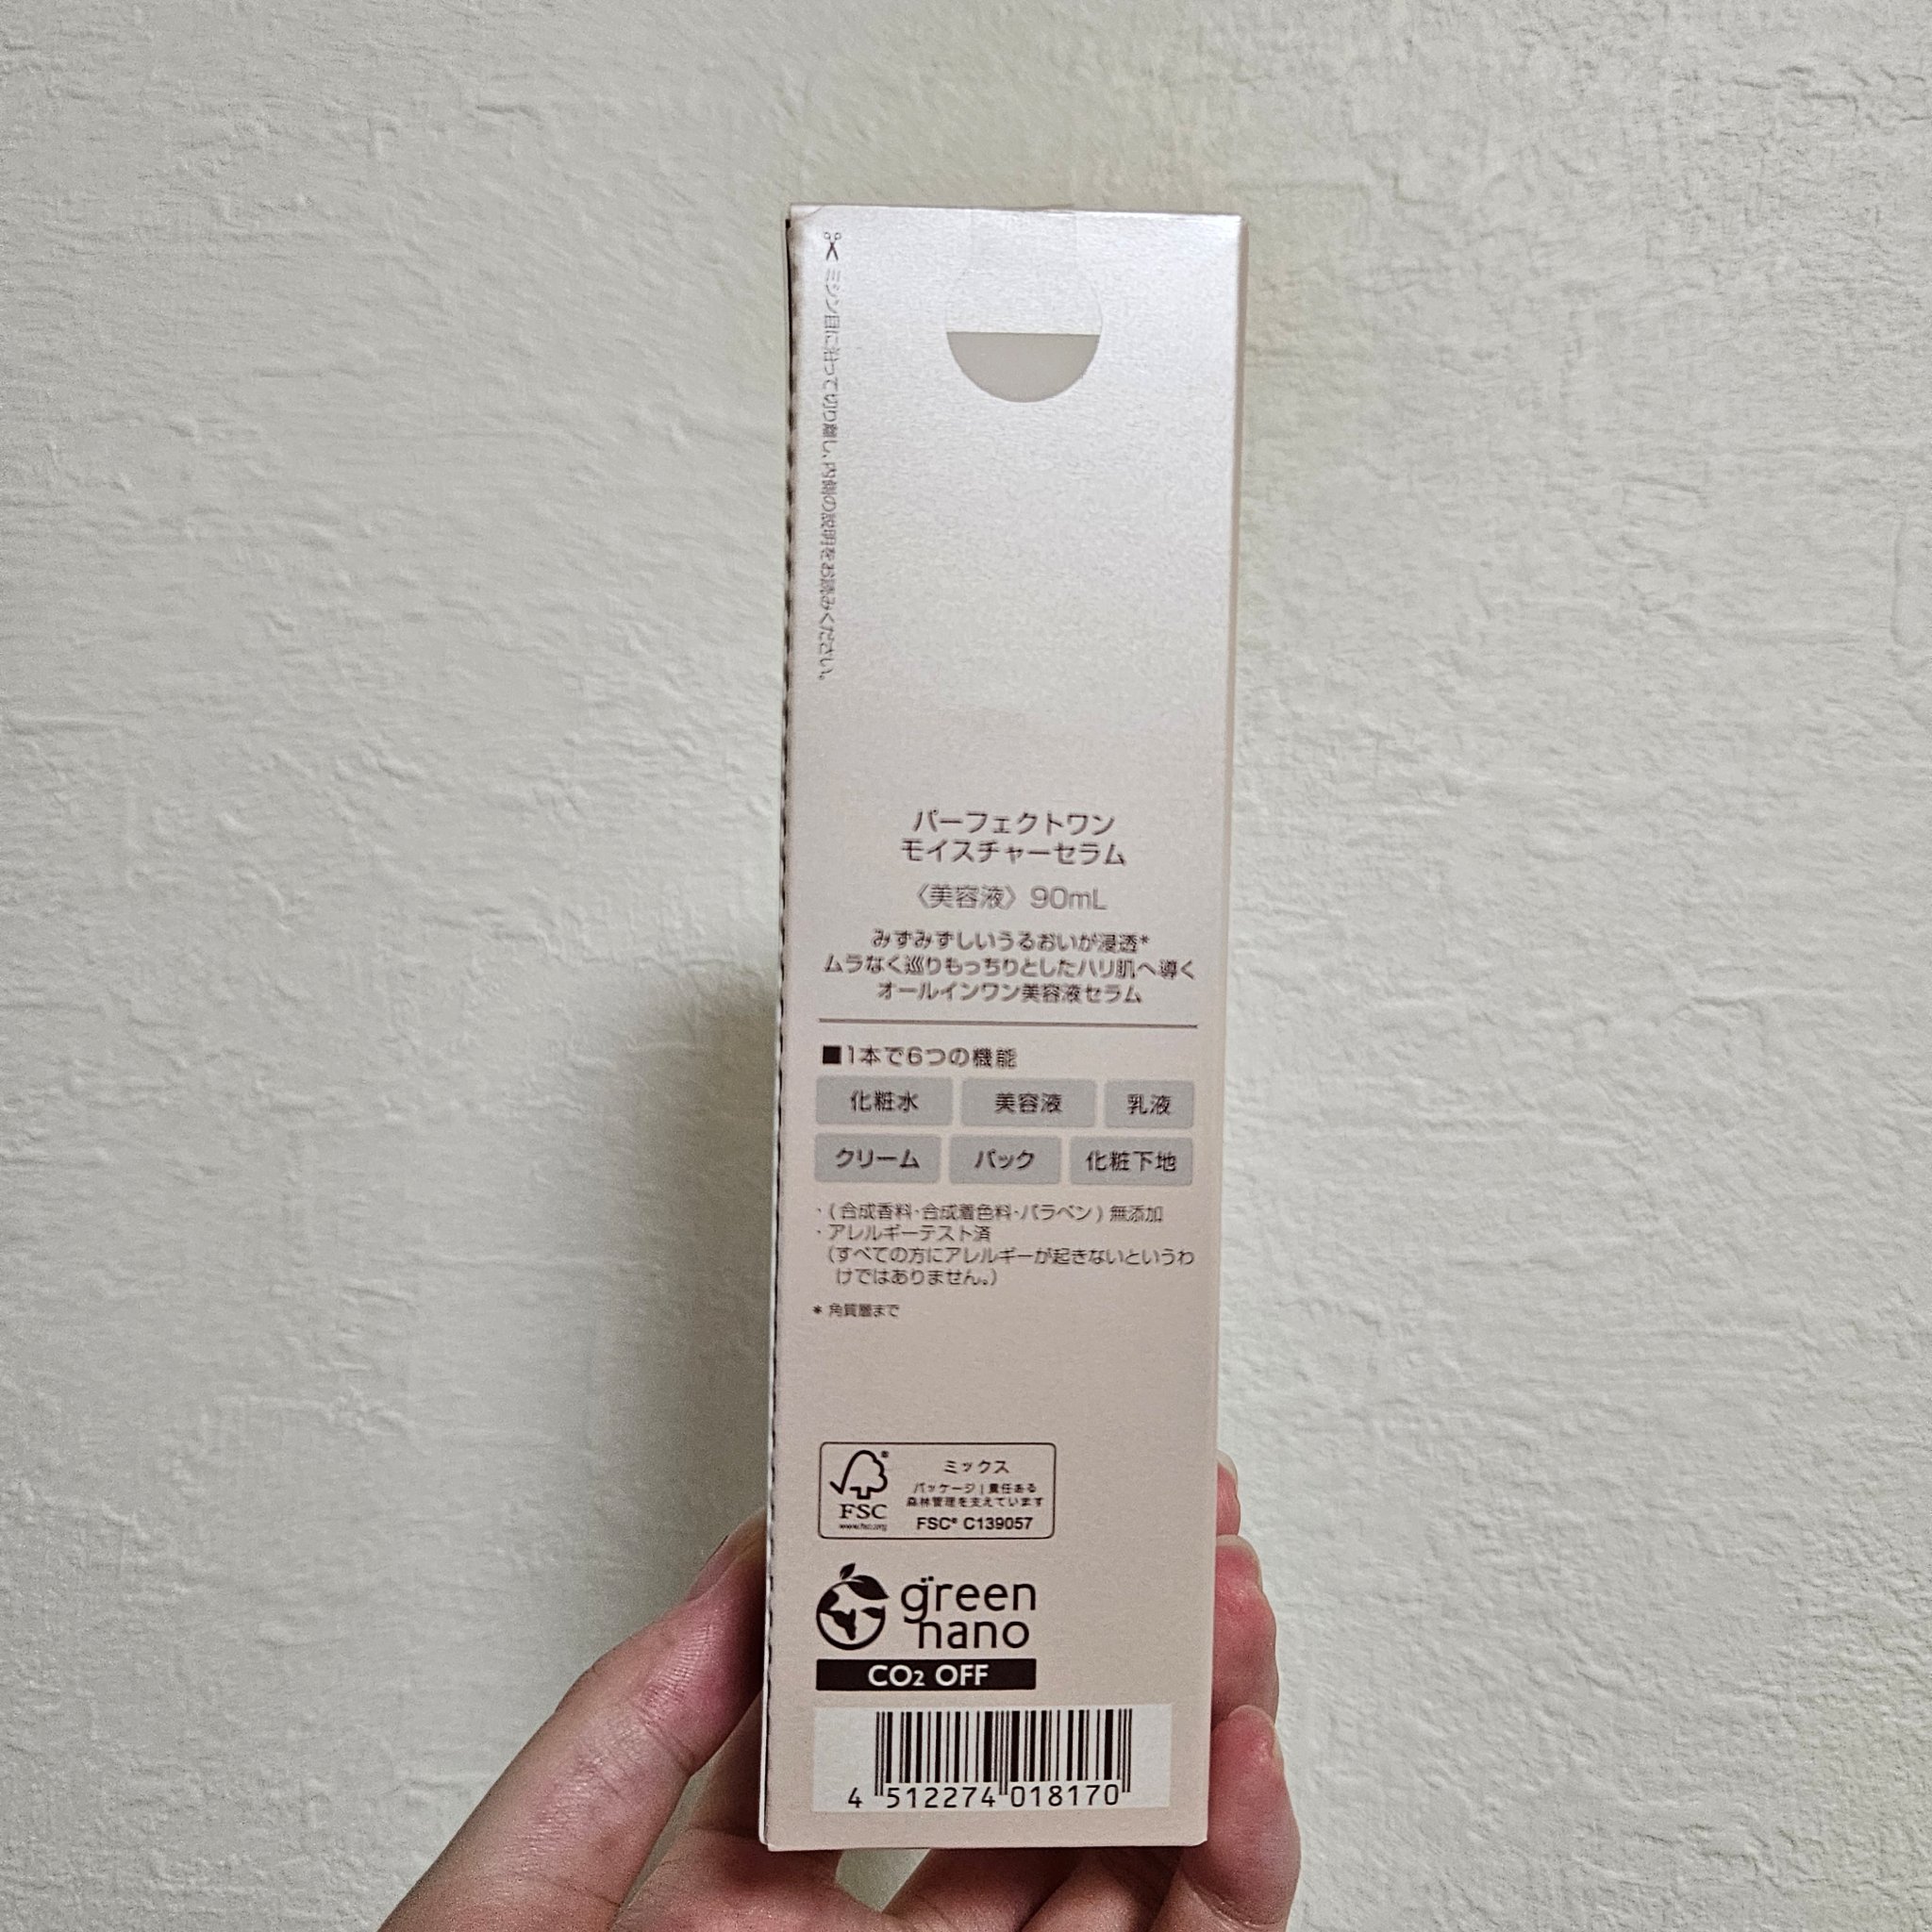 ミシン目に沿って切り離し、内側の説明をお読みください。
パーフェクトワン
モイスチャーセラム
〈美容液〉90mL
みずみずしいうるおいが浸透*
ムラなく巡りもっちりとしたハリ肌へ導く
オールインワン美容液セラム
■1本で6つの機能
化粧水 美容液 乳液
クリーム パック 化粧下地
・(合成香料・合成着色料・パラベン)無添加
・アレルギーテスト済
(すべての方にアレルギーが起きないというわ
けではありません。)
* 角質層まで
FSC®
www.fsc.org
ミックス
パッケージ|責任ある
森林管理を支えています
FSC® C139057
green
nano
CO2 OFF
4 512274 018170